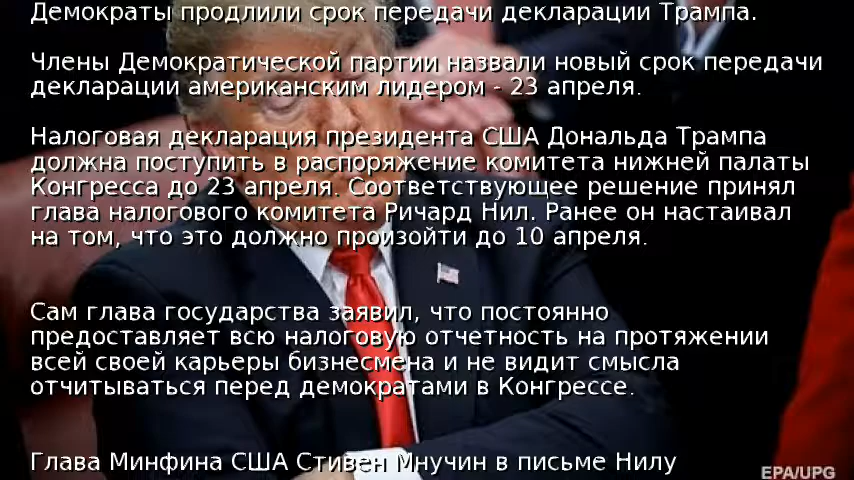 Демократы продлили срок передачи декларации Трампа.
Члены Демократической партии назвали новый срок передачи
декларации американским лидером - 23 апреля.
Налоговая декларация президента США Дональда Трампа
должна поступить в распоряжение комитета нижней палаты
Конгресса до 23 апреля. Соответствующее решение принял
глава налогового комитета Ричард Нил. Ранее он настаивал
на том, что это должно произойти до 10 апреля.
Сам глава государства заявил, что постоянно
предоставляет всю налоговую отчетность на протяжении
всей своей карьеры бизнесмена и не видит смысла
отчитываться перед демократами в Конгрессе.
Глава Минфина США Стивен Мнучин в письме Нилу
EPA/UPG